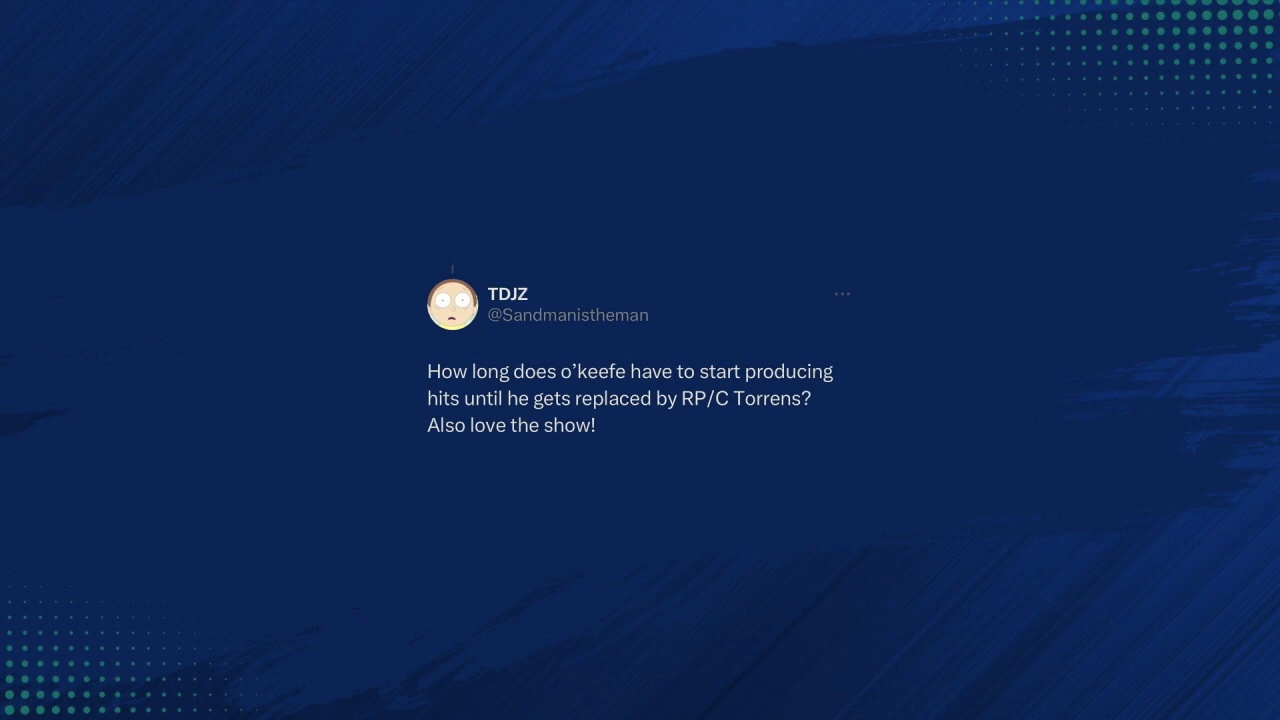 TDJZ
@Sandmanistheman
How long does o’keefe have to start producing
hits until he gets replaced by RP/C Torrens?
Also love the show!